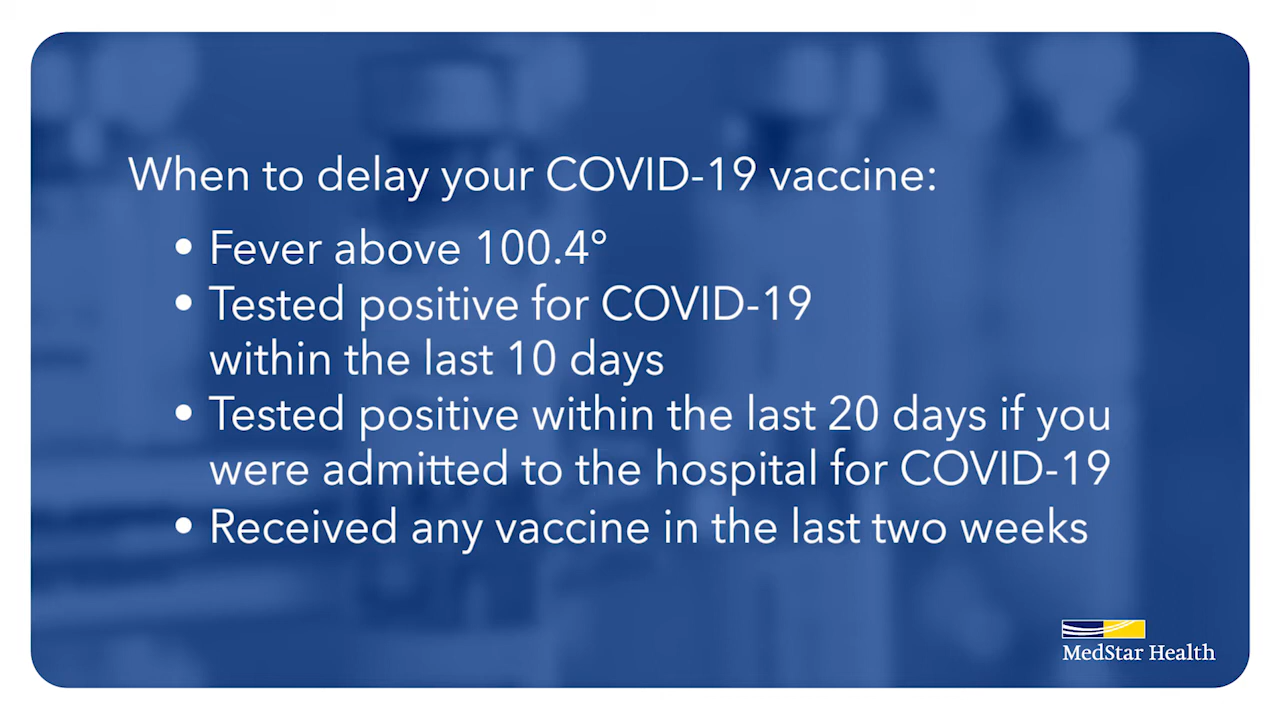 When to delay your COVID-19 vaccine:
• Fever above 100.4°
• Tested positive for COVID-19
within the last 10 days
• Tested positive within the last 20 days if you
were admitted to the hospital for COVID-19
• Received any vaccine in the last two weeks
MedStar Health